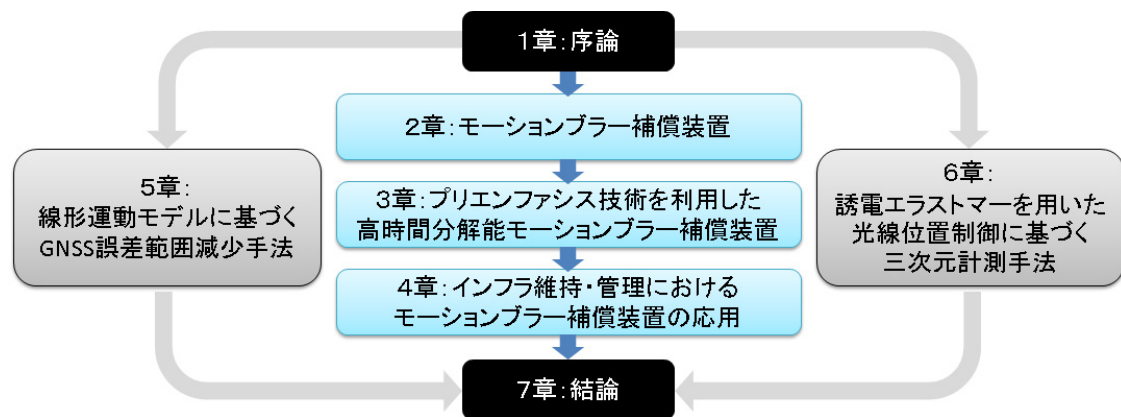 1章：序論
2章：モーションブラー補償装置
3章：プリエンファシス技術を利用した
高時間分解能モーションブラー補償装置
4章：インフラ維持・管理における
モーションブラー補償装置の応用
5章：
線形運動モデルに基づく
GNSS誤差範囲減少手法
6章：
誘電エラストマーを用いた
光線位置制御に基づく
三次元計測手法
7章：結論